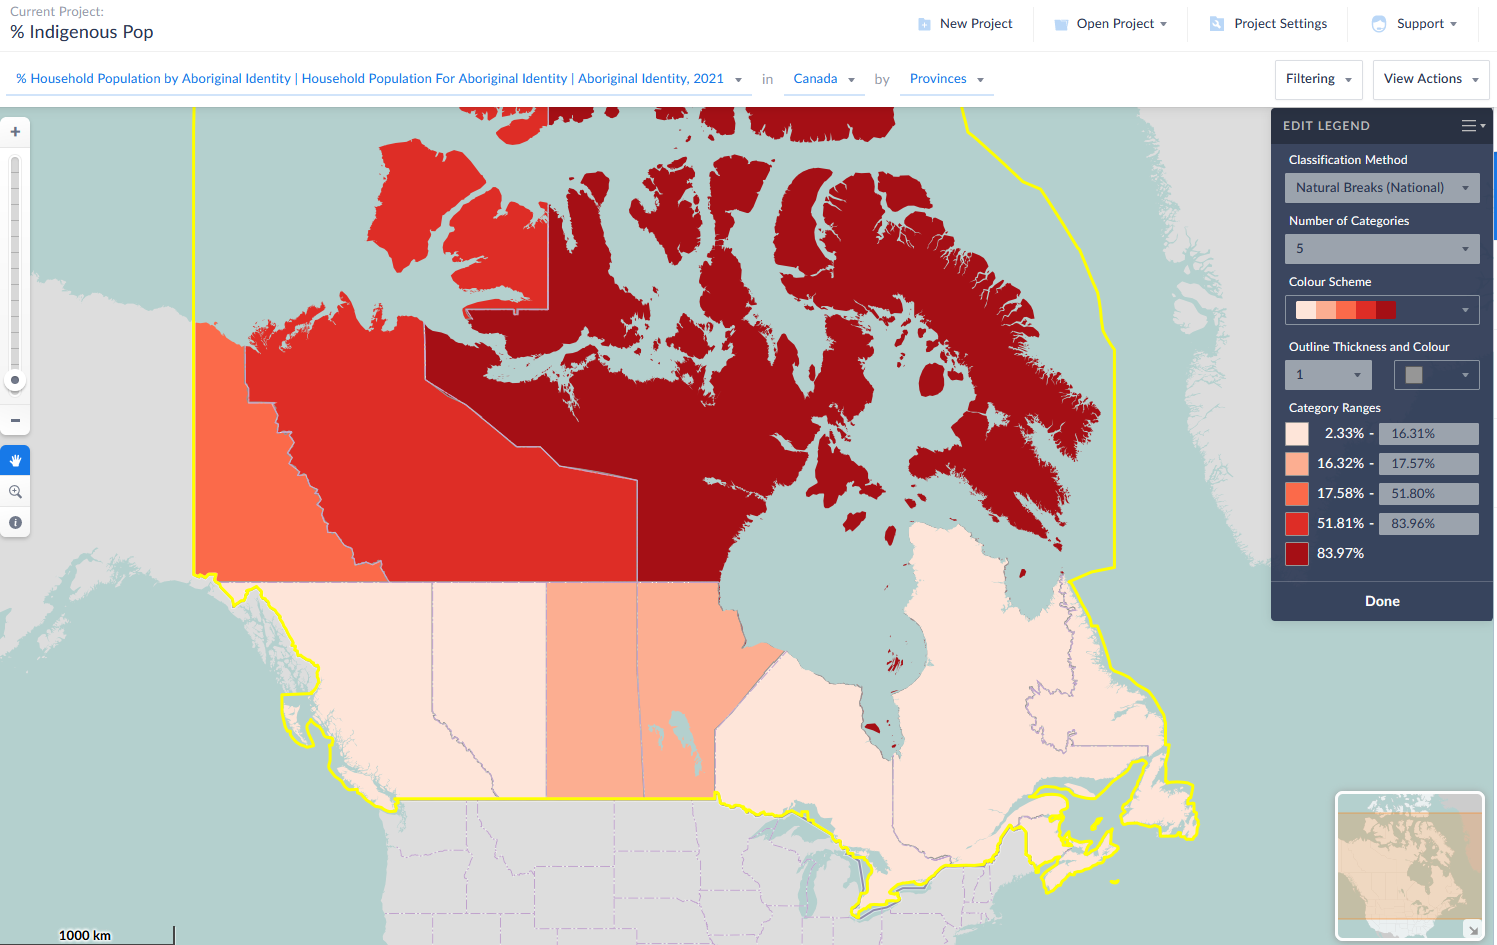 Current Project:
% Indigenous Pop
New Project
Open Project
Project Settings
Support
% Household Population by Aboriginal Identity | Household Population For Aboriginal Identity | Aboriginal Identity, 2021
in
Canada
by
Provinces
Filtering
View Actions
EDIT LEGEND
Classification Method
Natural Breaks (National)
Number of Categories
5
Colour Scheme
Outline Thickness and Colour
1
Category Ranges
2.33% - 16.31%
16.32% - 17.57%
17.58% - 51.80%
51.81% - 83.96%
83.97%
Done
1000 km